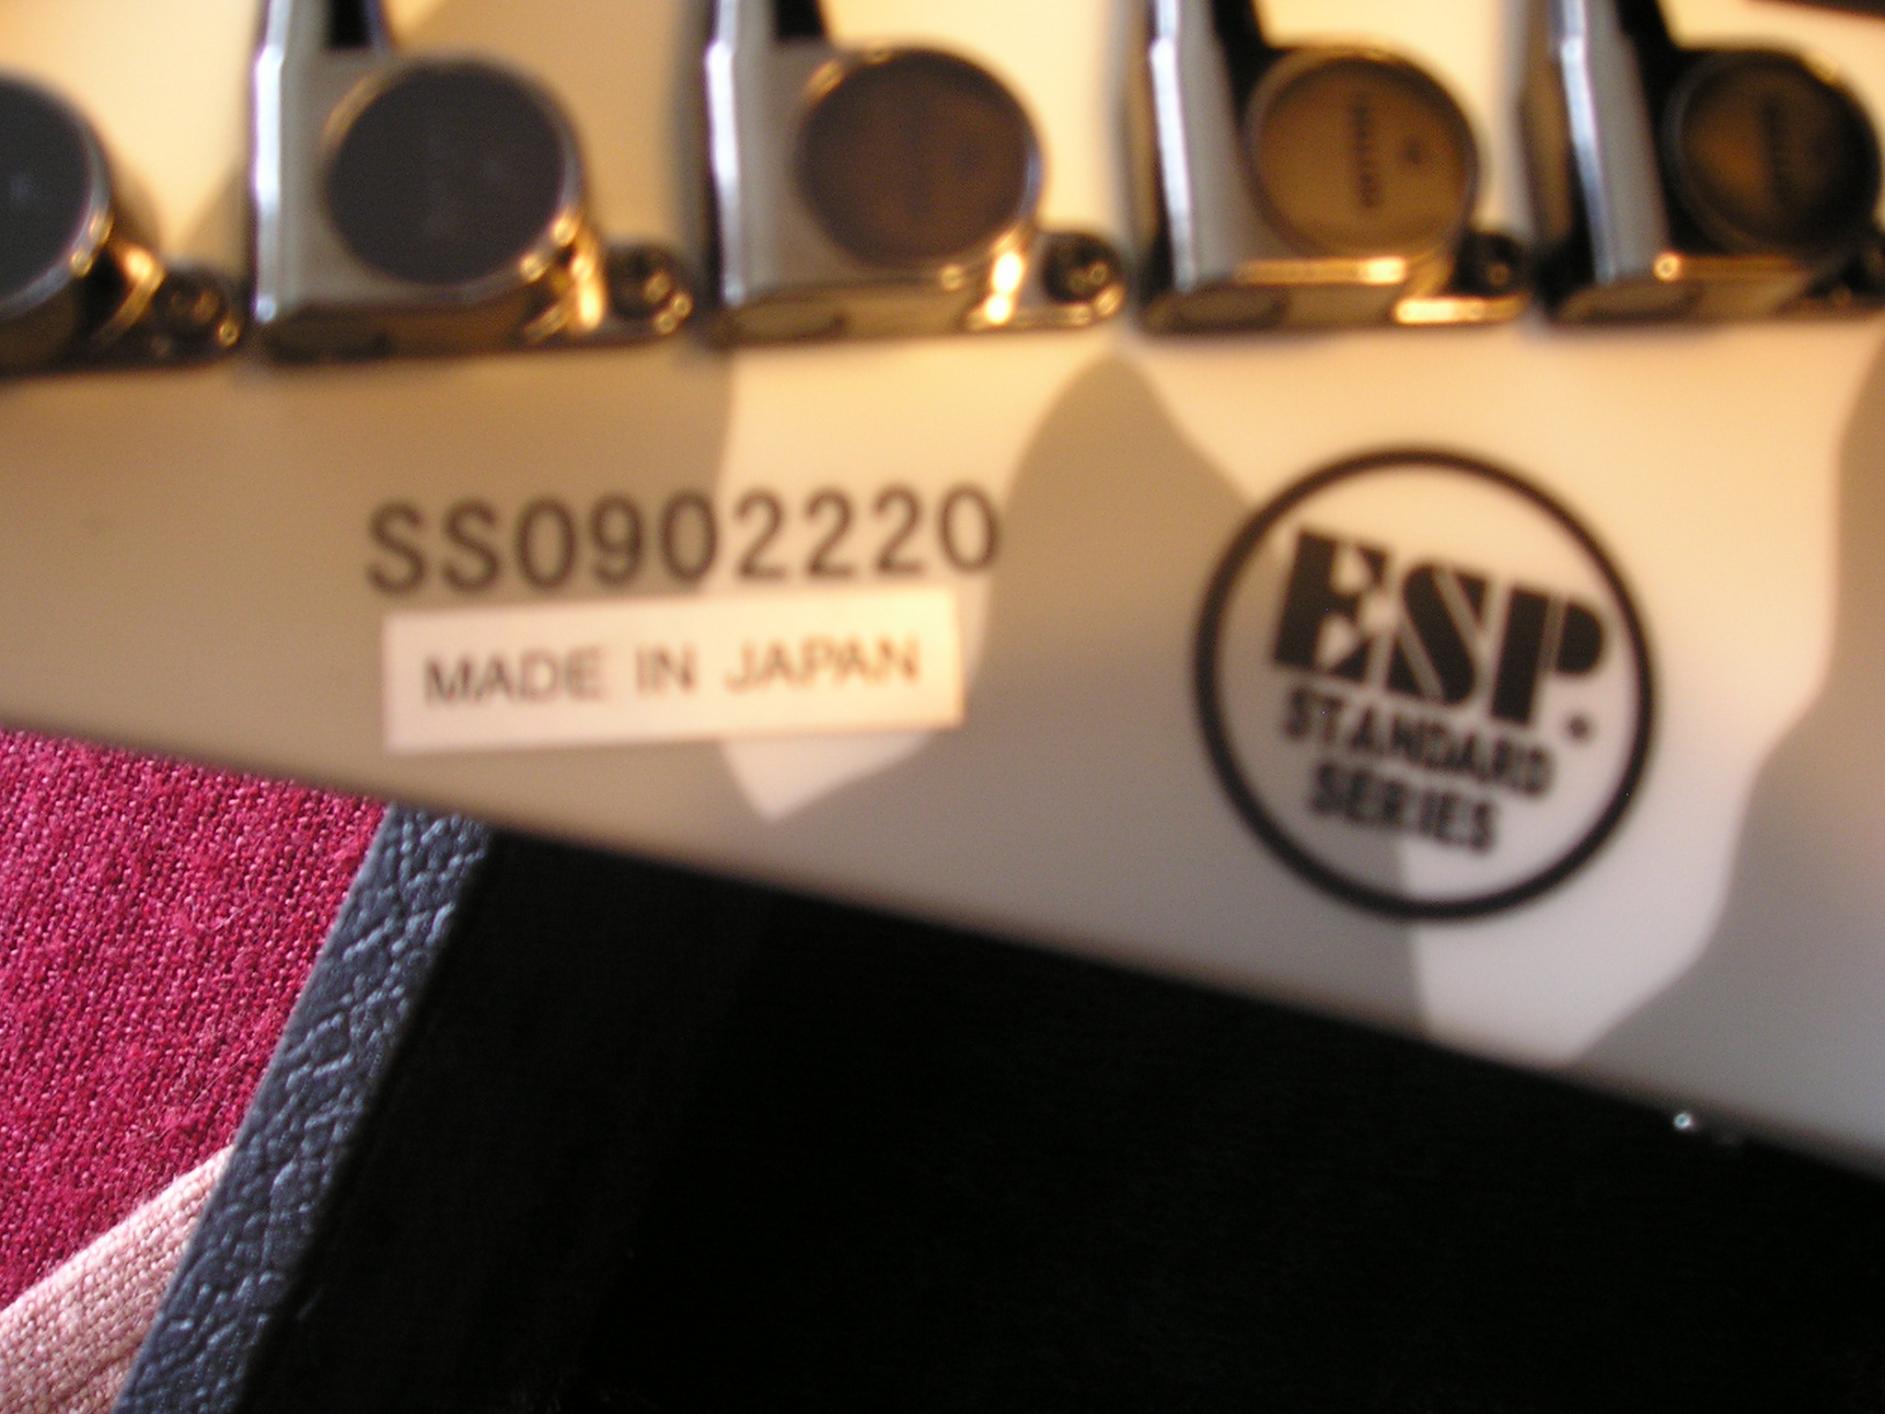 SS0902220
MADE IN JAPAN
ESP.
STANDARD
SERIES